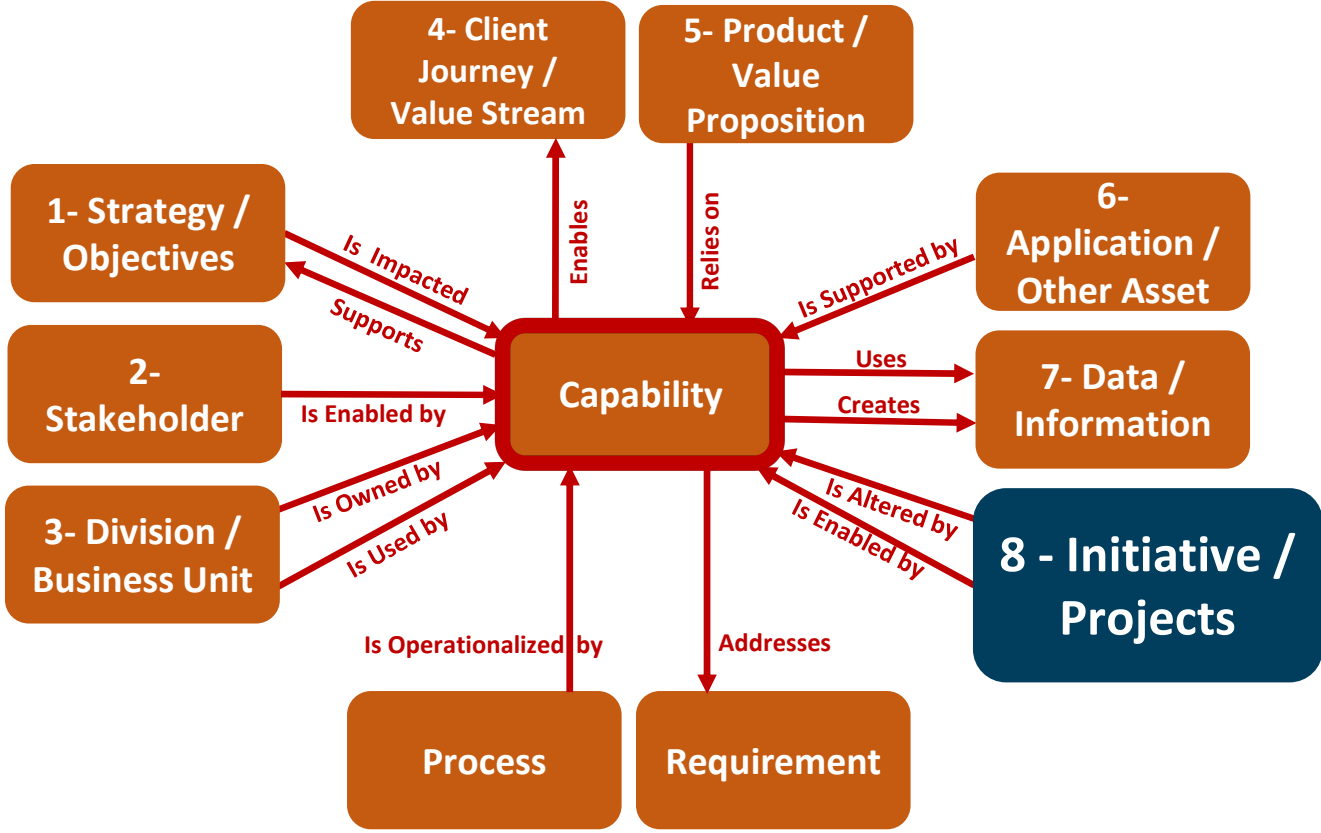 4- Client
Journey /
Value Stream
5- Product /
Value
Proposition
1- Strategy /
Objectives
6-
Application /
Other Asset
Is  Impacted
Supports
Enables
Relies on
Is Supported by
2-
Stakeholder
Is Enabled by
Capability
Uses
Creates
7- Data /
Information
3- Division /
Business Unit
Is Owned by
Is Used by
Is Altered by
Is Enabled by
8 - Initiative /
Projects
Is Operationalized by
Addresses
Process
Requirement